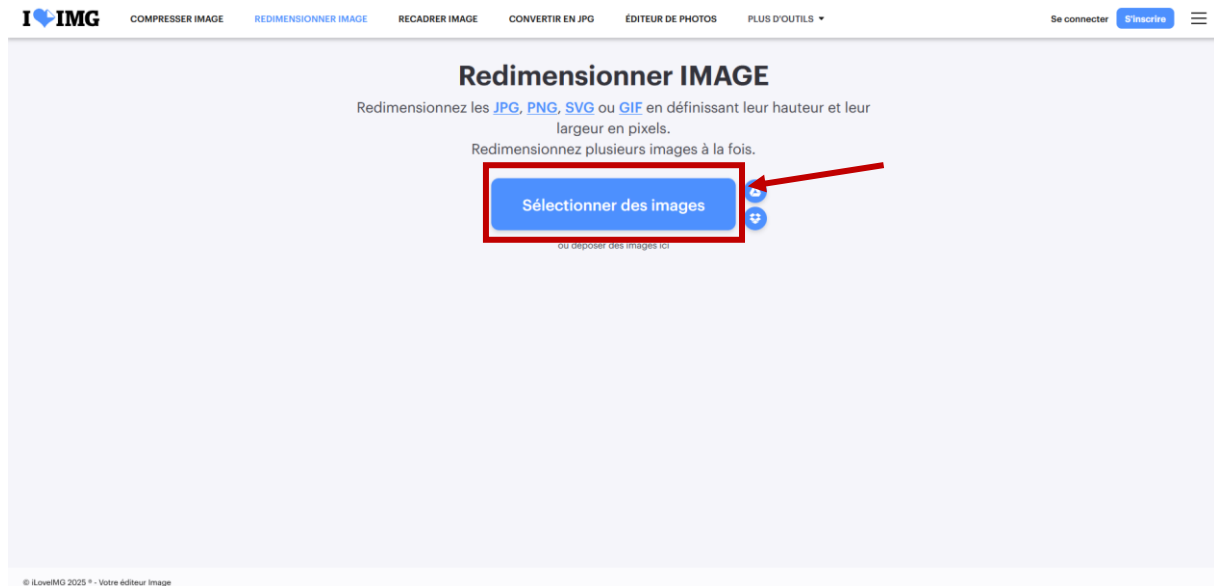 I IMG
COMPRESSER IMAGE
REDIMENSIONNER IMAGE
RECADRER IMAGE
CONVERTIR EN JPG
ÉDITEUR DE PHOTOS
PLUS D'OUTILS
Se connecter
S'inscrire
Redimensionner IMAGE
Redimensionnez les JPG, PNG, SVG ou GIF en définissant leur hauteur et leur
largeur en pixels.
Redimensionnez plusieurs images à la fois.
Sélectionner des images
ou déposer des images ici
© iLoveIMG 2025 ® - Votre éditeur Image